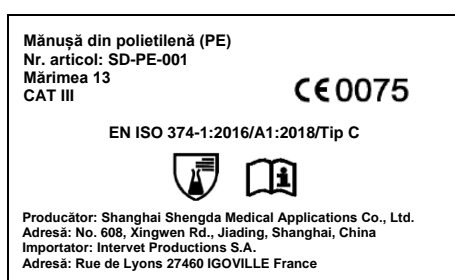 Mănușă din polietilenă (PE)
Nr. articol: SD-PE-001
Mărimea 13
CAT III
CE 0075
EN ISO 374-1:2016/A1:2018/Tip C
Producător: Shanghai Shengda Medical Applications Co., Ltd.
Adresă: No. 608, Xingwen Rd., Jiading, Shanghai, China
Importator: Intervet Productions S.A.
Adresă: Rue de Lyons 27460 IGOVILLE France